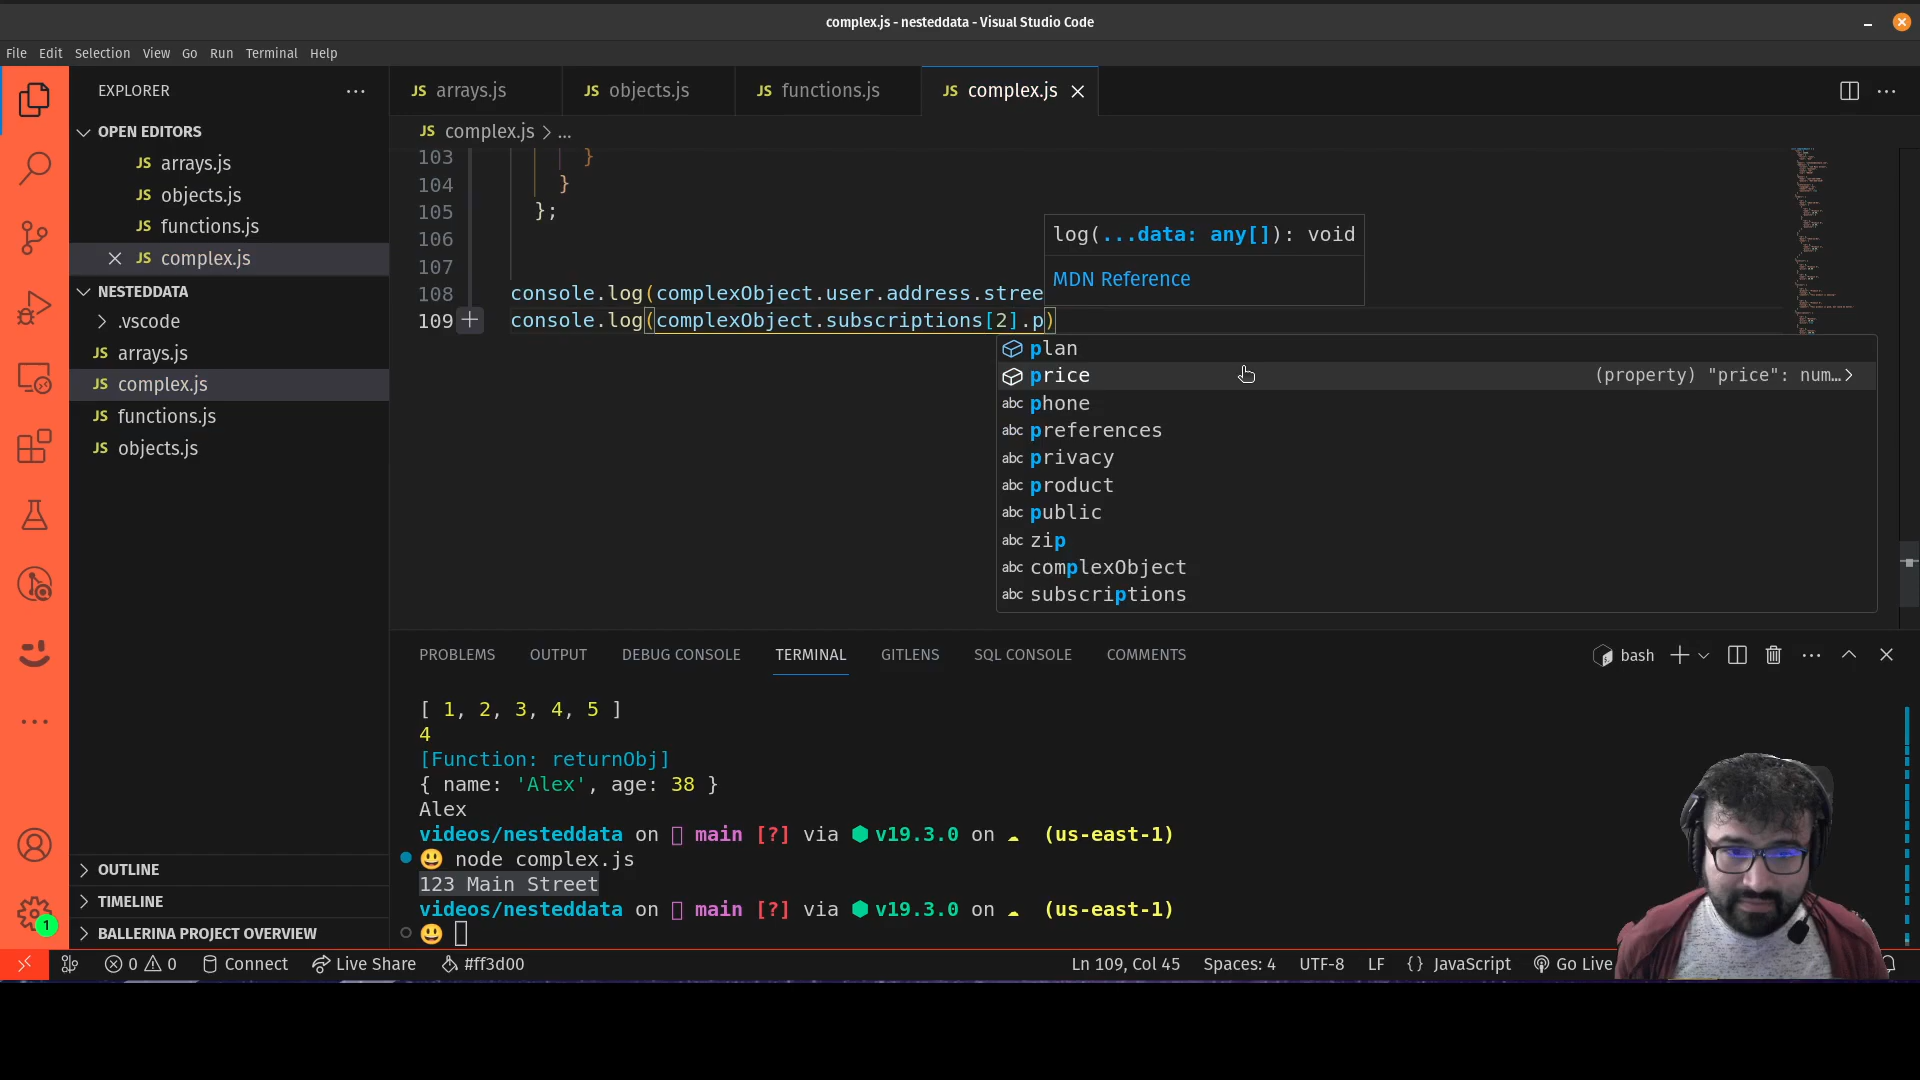 complex.js - nesteddata - Visual Studio Code
File Edit Selection View Go Run Terminal Help
EXPLORER
JS arrays.js JS objects.js JS functions.js JS complex.js
OPEN EDITORS
JS arrays.js
JS objects.js
JS functions.js
JS complex.js
NESTEDDATA
.vscode
JS arrays.js
JS complex.js
JS functions.js
JS objects.js
OUTLINE
TIMELINE
BALLERINA PROJECT OVERVIEW
1
JS complex.js > ...
103 }
104 }
105 };
106
107
108 console.log(complexObject.user.address.stree
109 console.log(complexObject.subscriptions[2].p)
log(...data: any[]): void
MDN Reference
plan
price (property) "price": num...
abc phone
abc preferences
abc privacy
abc product
abc public
abc zip
abc complexObject
abc subscriptions
PROBLEMS OUTPUT DEBUG CONSOLE TERMINAL GITLENS SQL CONSOLE COMMENTS
bash
[ 1, 2, 3, 4, 5 ]
4
[Function: returnObj]
{ name: 'Alex', age: 38 }
Alex
videos/nesteddata on main [?] via v19.3.0 on (us-east-1)
node complex.js
123 Main Street
videos/nesteddata on main [?] via v19.3.0 on (us-east-1)
0 0 Connect Live Share #ff3d00 Ln 109, Col 45 Spaces: 4 UTF-8 LF {} JavaScript Go Live